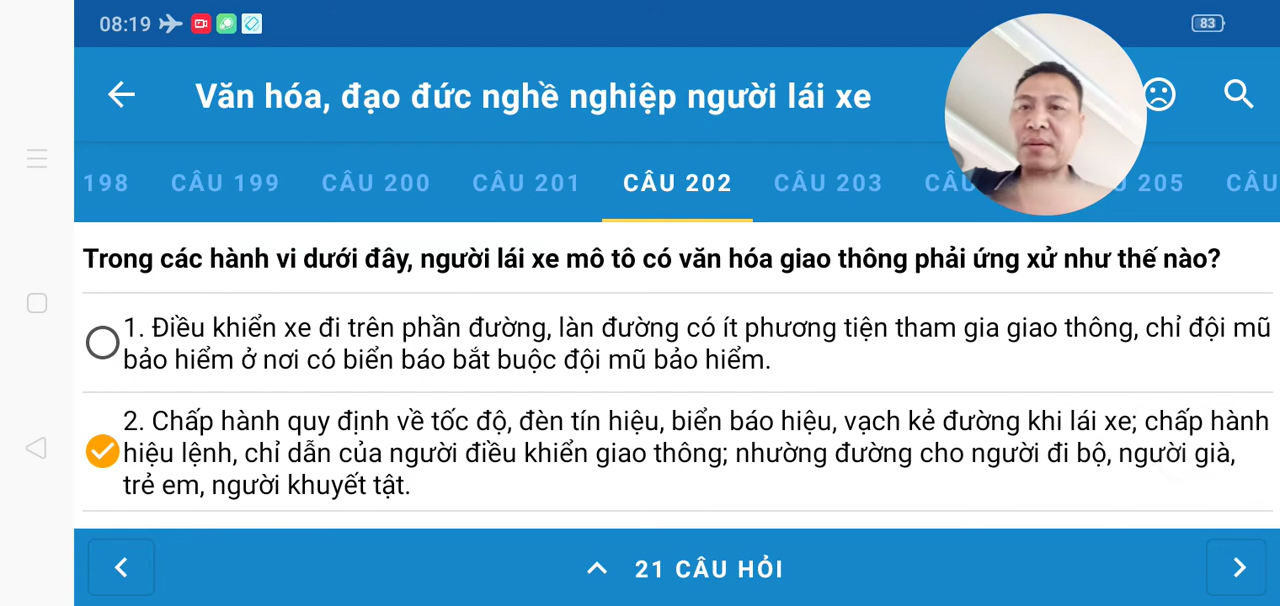 08:19
83
Văn hóa, đạo đức nghề nghiệp người lái xe
198 CÂU 199 CÂU 200 CÂU 201 CÂU 202 CÂU 203 CÂU 205 CÂU
Trong các hành vi dưới đây, người lái xe mô tô có văn hóa giao thông phải ứng xử như thế nào?
1. Điều khiển xe đi trên phần đường, làn đường có ít phương tiện tham gia giao thông, chỉ đội mũ
bảo hiểm ở nơi có biển báo bắt buộc đội mũ bảo hiểm.
2. Chấp hành quy định về tốc độ, đèn tín hiệu, biển báo hiệu, vạch kẻ đường khi lái xe; chấp hành
hiệu lệnh, chỉ dẫn của người điều khiển giao thông; nhường đường cho người đi bộ, người già,
trẻ em, người khuyết tật.
21 CÂU HỎI